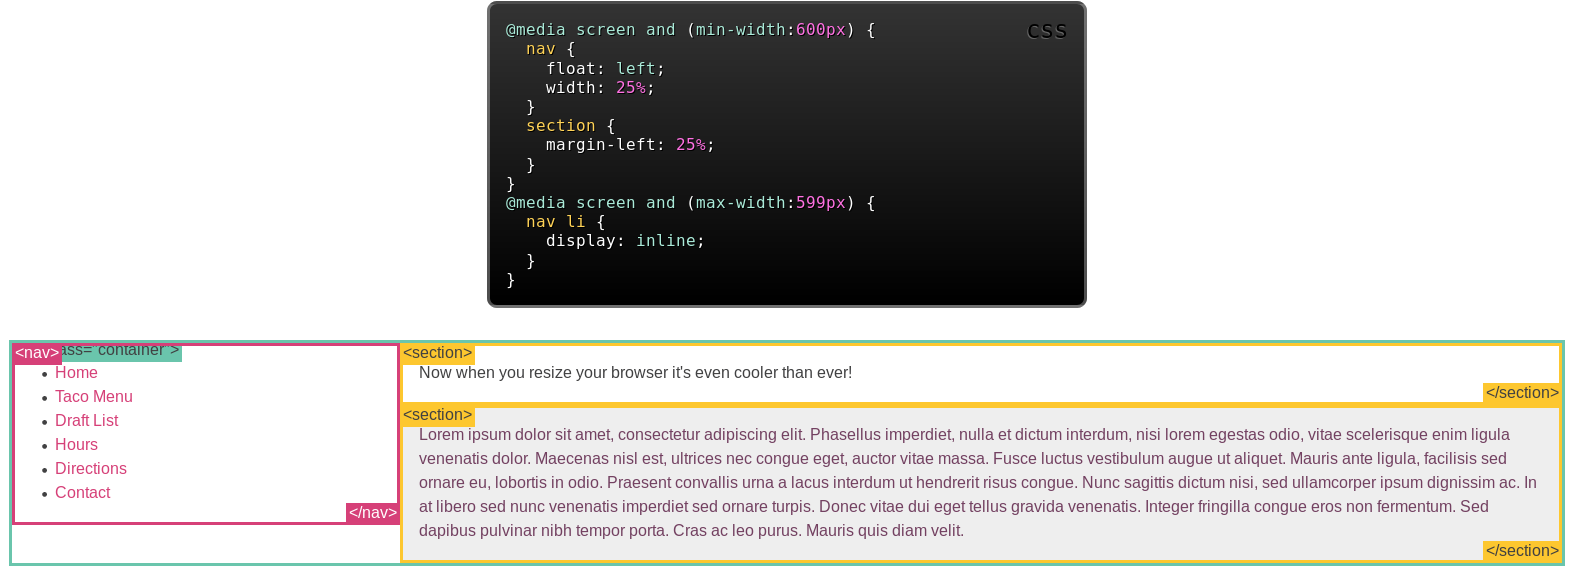 @media screen and (min-width:600px) {
css
nav {
float: left;
width: 25%;
}
section {
margin-left: 25%;
}
}
@media screen and (max-width:599px) {
nav li {
display: inline;
}
}
<nav>
ass="container">
• Home
• Taco Menu
• Draft List
• Hours
• Directions
• Contact
</nav>
<section>
Now when you resize your browser it's even cooler than ever!
</section>
<section>
Lorem ipsum dolor sit amet, consectetur adipiscing elit. Phasellus imperdiet, nulla et dictum interdum, nisi lorem egestas odio, vitae scelerisque enim ligula
venenatis dolor. Maecenas nisl est, ultrices nec congue eget, auctor vitae massa. Fusce luctus vestibulum augue ut aliquet. Mauris ante ligula, facilisis sed
ornare eu, lobortis in odio. Praesent convallis urna a lacus interdum ut hendrerit risus congue. Nunc sagittis dictum nisi, sed ullamcorper ipsum dignissim ac. In
at libero sed nunc venenatis imperdiet sed ornare turpis. Donec vitae dui eget tellus gravida venenatis. Integer fringilla congue eros non fermentum. Sed
dapibus pulvinar nibh tempor porta. Cras ac leo purus. Mauris quis diam velit.
</section>